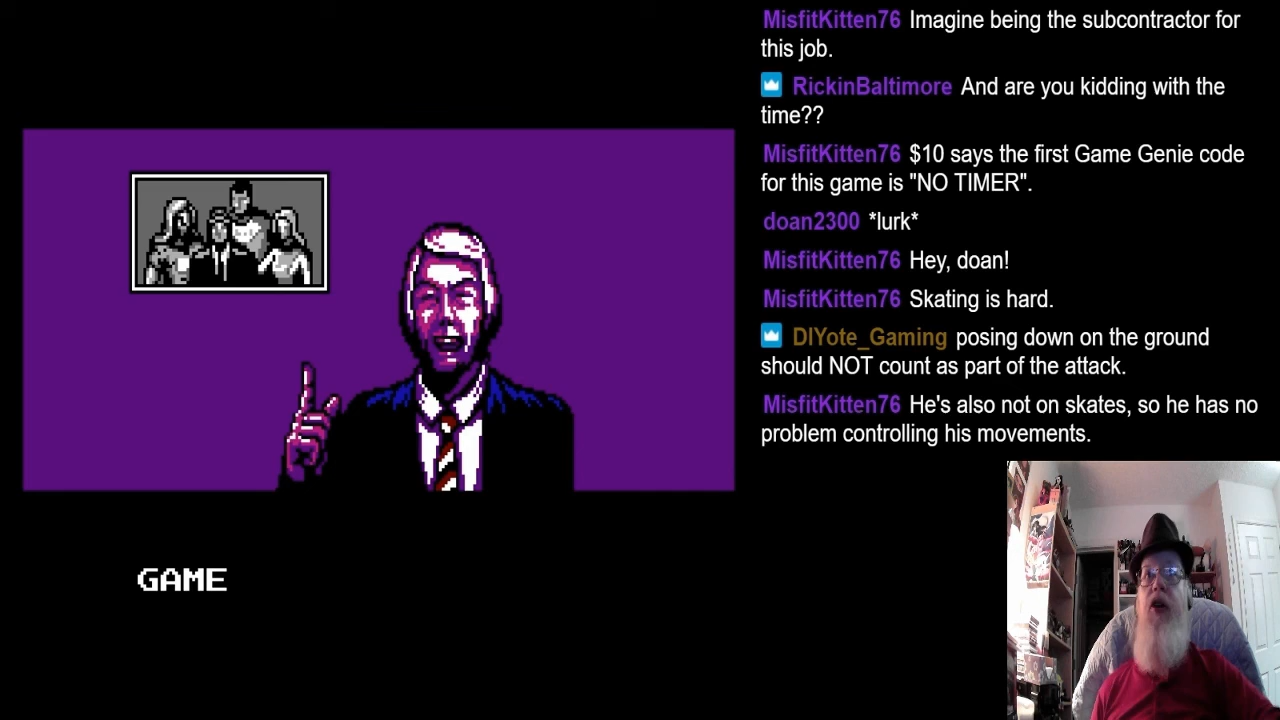 MisfitKitten76 Imagine being the subcontractor for
this job.
RickinBaltimore And are you kidding with the
time??
MisfitKitten76 $10 says the first Game Genie code
for this game is "NO TIMER".
doan2300 *lurk*
MisfitKitten76 Hey, doan!
MisfitKitten76 Skating is hard.
DIYote_Gaming posing down on the ground
should NOT count as part of the attack.
MisfitKitten76 He's also not on skates, so he has no
problem controlling his movements.
GAME